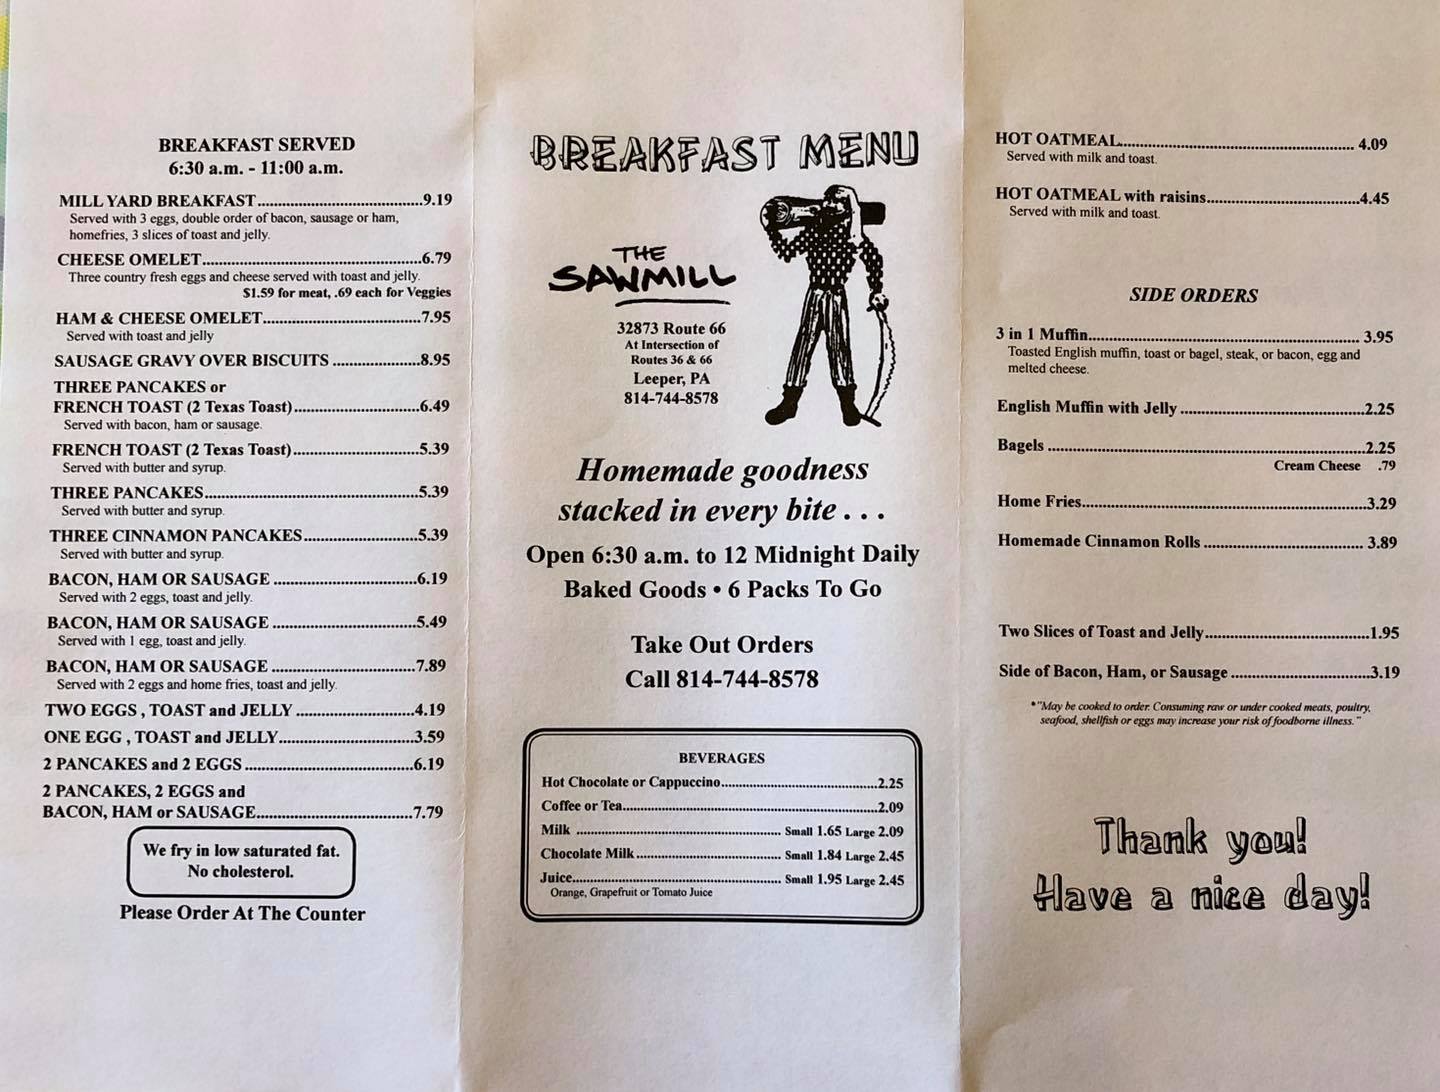 BREAKFAST SERVED
6:30 a.m. - 11:00 a.m.
MILL YARD BREAKFAST 9.19
Served with 3 eggs, double order of bacon, sausage or ham,
homefries, 3 slices of toast and jelly.
CHEESE OMELET 6.79
Three country fresh eggs and cheese served with toast and jelly.
$1.59 for meat, .69 each for Veggies
HAM & CHEESE OMELET 7.95
Served with toast and jelly
SAUSAGE GRAVY OVER BISCUITS 8.95
THREE PANCAKES or
FRENCH TOAST (2 Texas Toast) 6.49
Served with bacon, ham or sausage.
FRENCH TOAST (2 Texas Toast) 5.39
Served with butter and syrup.
THREE PANCAKES 5.39
Served with butter and syrup.
THREE CINNAMON PANCAKES 5.39
Served with butter and syrup.
BACON, HAM OR SAUSAGE 6.19
Served with 2 eggs, toast and jelly.
BACON, HAM OR SAUSAGE 5.49
Served with 1 egg, toast and jelly.
BACON, HAM OR SAUSAGE 7.89
Served with 2 eggs and home fries, toast and jelly.
TWO EGGS , TOAST and JELLY 4.19
ONE EGG , TOAST and JELLY 3.59
2 PANCAKES and 2 EGGS 6.19
2 PANCAKES, 2 EGGS and
BACON, HAM or SAUSAGE 7.79
We fry in low saturated fat.
No cholesterol.
Please Order At The Counter
BREAKFAST MENU
THE
SAWMILL
32873 Route 66
At Intersection of
Routes 36 & 66
Leeper, PA
814-744-8578
Homemade goodness
stacked in every bite . . .
Open 6:30 a.m. to 12 Midnight Daily
Baked Goods • 6 Packs To Go
Take Out Orders
Call 814-744-8578
BEVERAGES
Hot Chocolate or Cappuccino 2.25
Coffee or Tea 2.09
Milk Small 1.65 Large 2.09
Chocolate Milk Small 1.84 Large 2.45
Juice Small 1.95 Large 2.45
Orange, Grapefruit or Tomato Juice
HOT OATMEAL 4.09
Served with milk and toast.
HOT OATMEAL with raisins 4.45
Served with milk and toast.
SIDE ORDERS
3 in 1 Muffin 3.95
Toasted English muffin, toast or bagel, steak, or bacon, egg and
melted cheese.
English Muffin with Jelly 2.25
Bagels 2.25
Cream Cheese .79
Home Fries 3.29
Homemade Cinnamon Rolls 3.89
Two Slices of Toast and Jelly 1.95
Side of Bacon, Ham, or Sausage 3.19
*"May be cooked to order. Consuming raw or under cooked meats, poultry,
seafood, shellfish or eggs may increase your risk of foodborne illness."
Thank you!
Have a nice day!